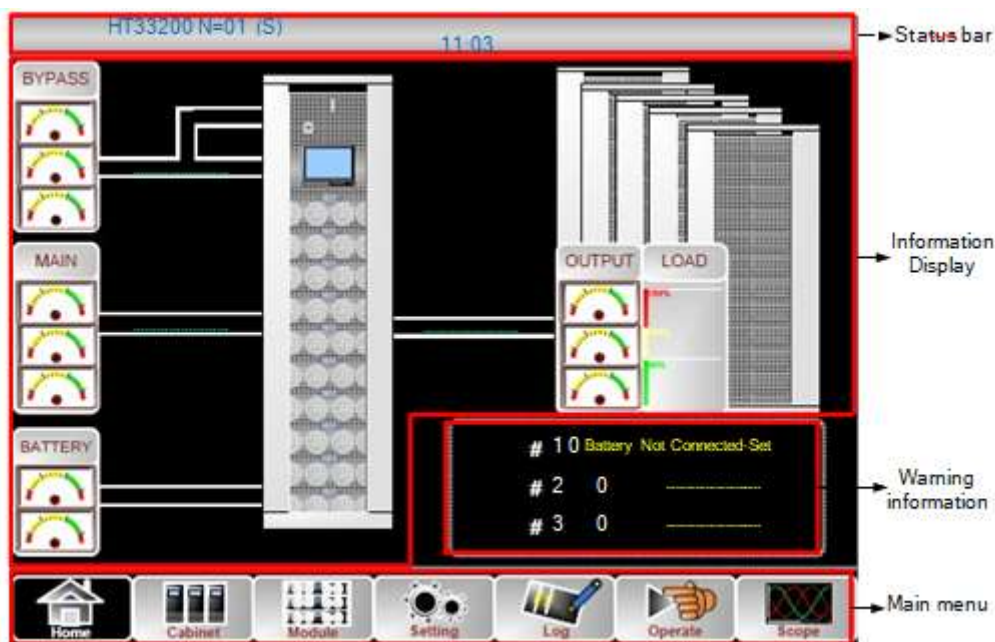 HT33200 N=01 (S)
11:03
Status bar
BYPASS
MAIN
OUTPUT LOAD
Information
Display
BATTERY
# 1 0 Battery Not Connected-Set
# 2 0
# 3 0
Warning
information
Home
Cabinet
Module
Setting
Log
Operate
Scope
Main menu